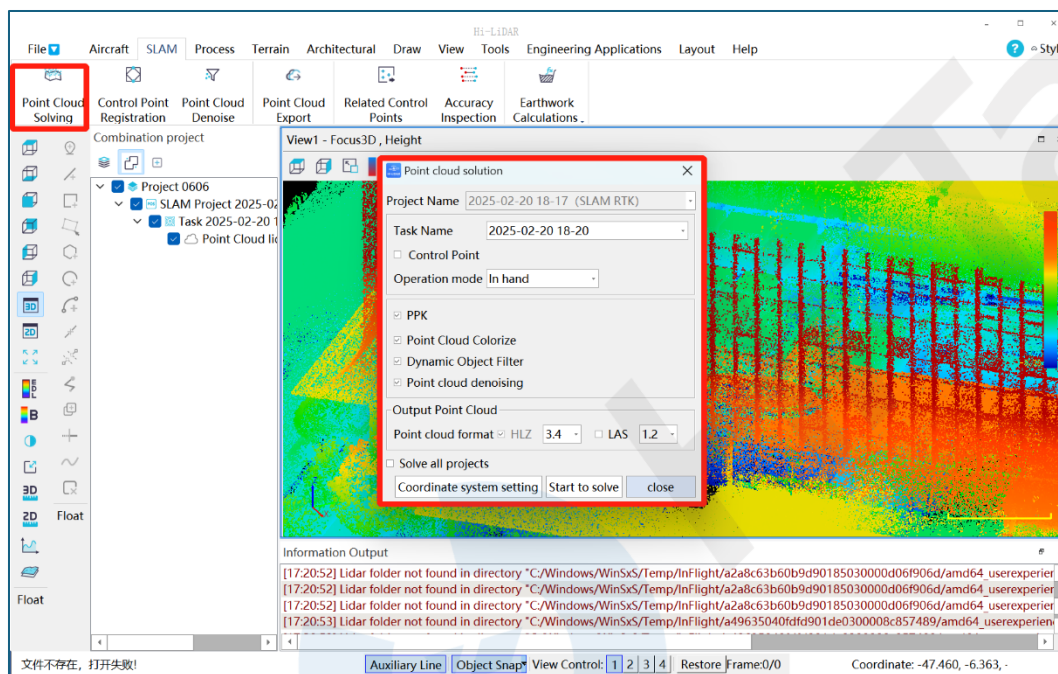 Hi-LiDAR
File Aircraft SLAM Process Terrain Architectural Draw View Tools Engineering Applications Layout Help ? Styl
Point Cloud Solving
Control Point Registration
Point Cloud Denoise
Point Cloud Export
Related Control Points
Accuracy Inspection
Earthwork Calculations
Combination project
Project 0606
SLAM Project 2025-02
Task 2025-02-20 1
Point Cloud lic
3D
2D
EDL
B
3D
2D
Float
Float
View1 - Focus3D , Height
Point cloud solution
Project Name 2025-02-20 18-17 (SLAM RTK)
Task Name 2025-02-20 18-20
Control Point
Operation mode In hand
PPK
Point Cloud Colorize
Dynamic Object Filter
Point cloud denoising
Output Point Cloud
Point cloud format HLZ 3.4 LAS 1.2
Solve all projects
Coordinate system setting Start to solve close
Information Output
[17:20:52] Lidar folder not found in directory "C:/Windows/WinSxS/Temp/InFlight/a2a8c63b60b9d90185030000d06f906d/amd64_userexperier
[17:20:52] Lidar folder not found in directory "C:/Windows/WinSxS/Temp/InFlight/a2a8c63b60b9d90185030000d06f906d/amd64_userexperier
[17:20:52] Lidar folder not found in directory "C:/Windows/WinSxS/Temp/InFlight/a2a8c63b60b9d90185030000d06f906d/amd64_userexperier
[17:20:53] Lidar folder not found in directory "C:/Windows/WinSxS/Temp/InFlight/a49635040fdfd901de0300008c857489/amd64_userexperien
文件不存在，打开失败!
Auxiliary Line Object Snap View Control: 1 2 3 4 Restore Frame:0/0 Coordinate: -47.460, -6.363, -